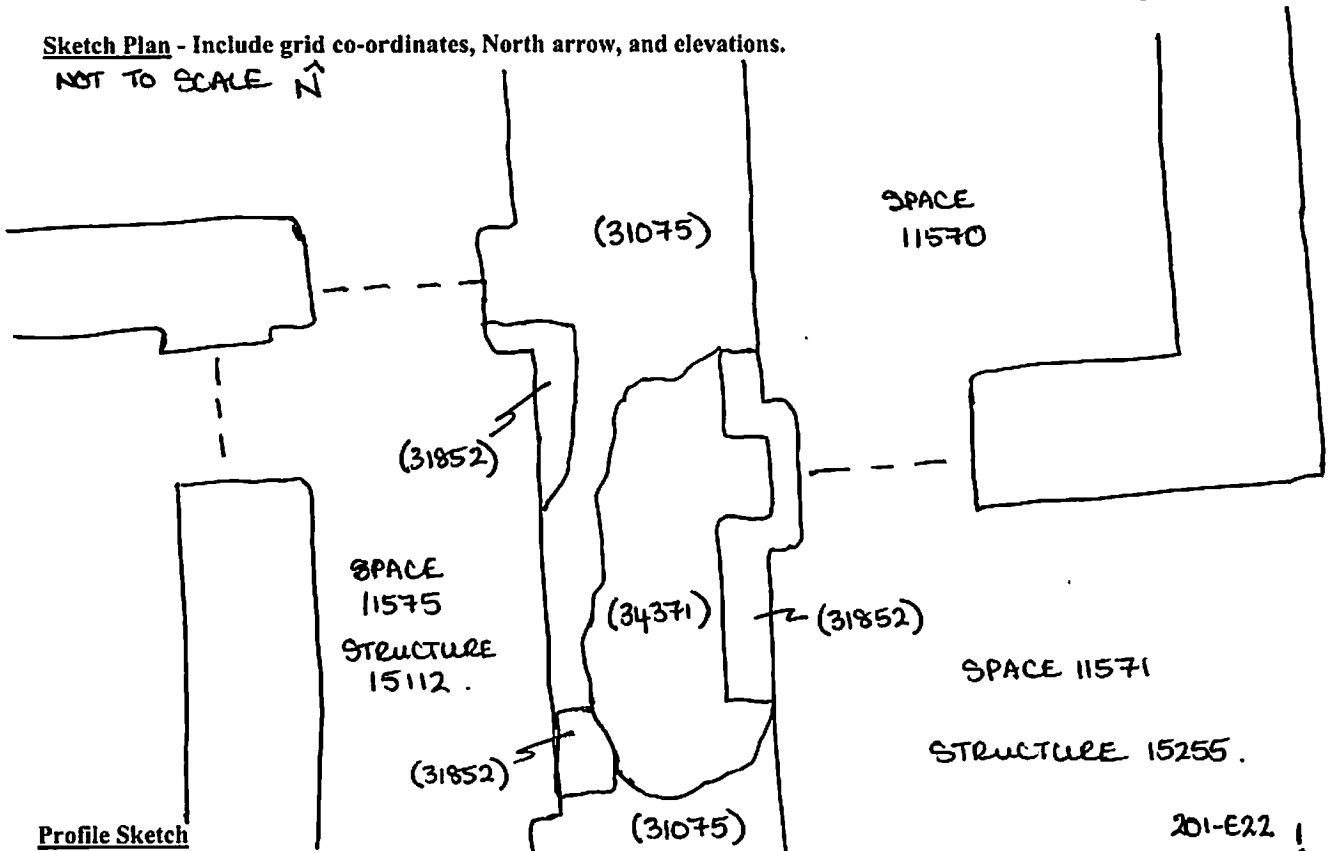 Sketch Plan - Include grid co-ordinates, North arrow, and elevations.
NOT TO SCALE N
(31075)
SPACE
11570
(31852)
SPACE
11575
STRUCTURE
15112.
(34371)
(31852)
SPACE 11571
STRUCTURE 15255.
(31852)
(31075)
Profile Sketch
201-E22